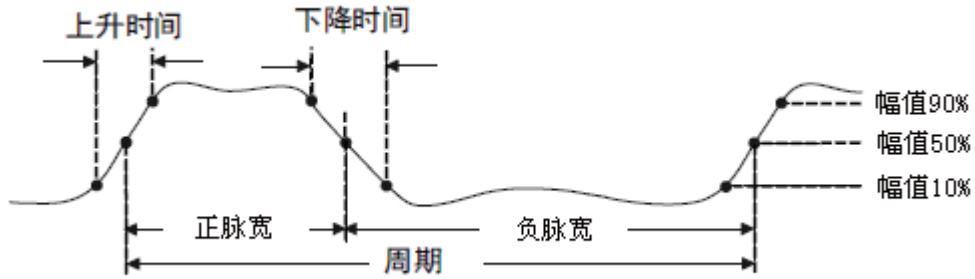 上升时间
下降时间
幅值90%
幅值50%
幅值10%
正脉宽
负脉宽
周期